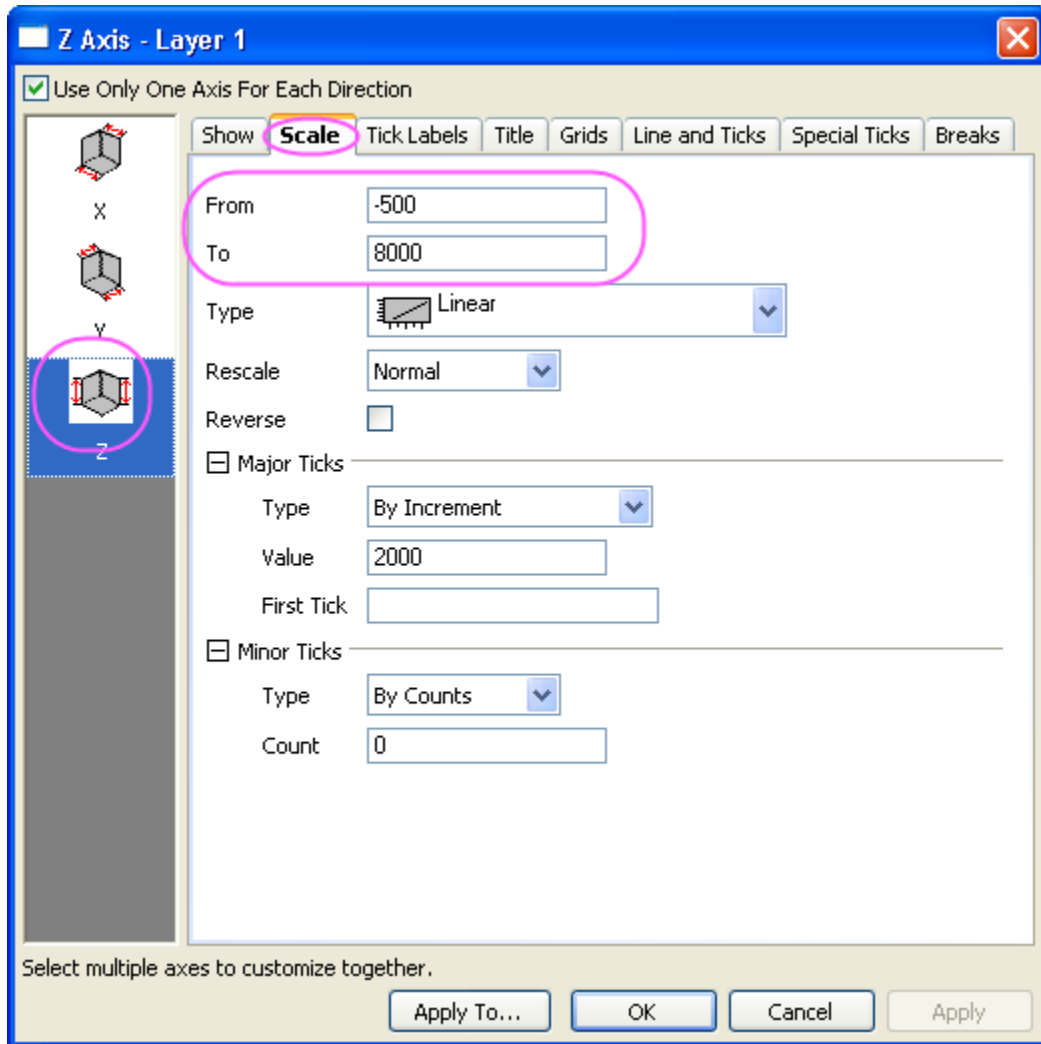 Z Axis - Layer 1
Use Only One Axis For Each Direction
X
Y
Z
Show Scale Tick Labels Title Grids Line and Ticks Special Ticks Breaks
From -500
To 8000
Type Linear
Rescale Normal
Reverse
Major Ticks
Type By Increment
Value 2000
First Tick
Minor Ticks
Type By Counts
Count 0
Select multiple axes to customize together.
Apply To... OK Cancel Apply